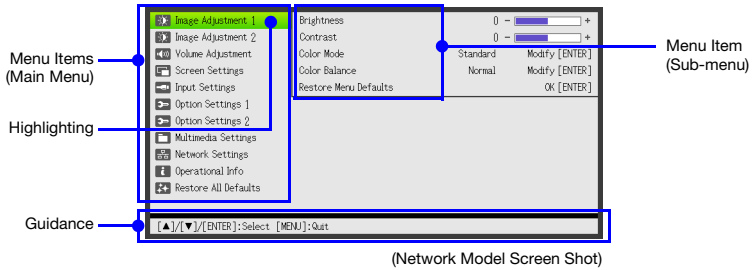 Image Adjustment 1 Brightness 0 − +
Image Adjustment 2 Contrast 0 − +
Volume Adjustment Color Mode Standard Modify [ENTER]
Screen Settings Color Balance Normal Modify [ENTER]
Input Settings Restore Menu Defaults OK [ENTER]
Option Settings 1
Option Settings 2
Multimedia Settings
Network Settings
Operational Info
Restore All Defaults
[▲]/[▼]/[ENTER]:Select [MENU]:Quit
Menu Items
(Main Menu)
Highlighting
Guidance
Menu Item
(Sub-menu)
(Network Model Screen Shot)